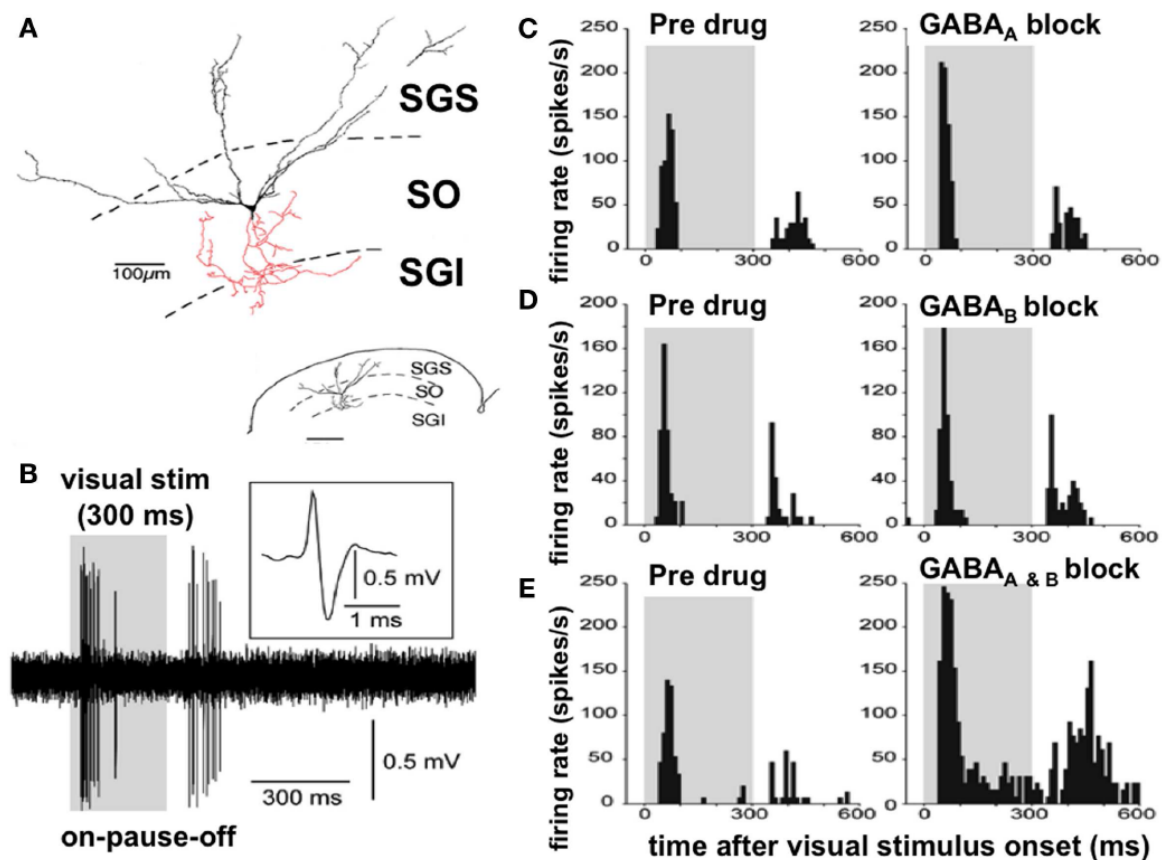 A
SGS
SO
SGI
100µm
SGS
SO
SGI
B
visual stim
(300 ms)
0.5 mV
1 ms
0.5 mV
300 ms
on-pause-off
C
Pre drug
GABAA block
firing rate (spikes/s)
250
200
150
100
50
0
0
300
600
250
200
150
100
50
0
0
300
600
D
Pre drug
GABAB block
firing rate (spikes/s)
200
160
120
80
40
0
0
300
600
200
160
120
80
40
0
0
300
600
E
Pre drug
GABAA & B block
firing rate (spikes/s)
250
200
150
100
50
0
0
300
600
250
200
150
100
50
0
0
300
600
time after visual stimulus onset (ms)